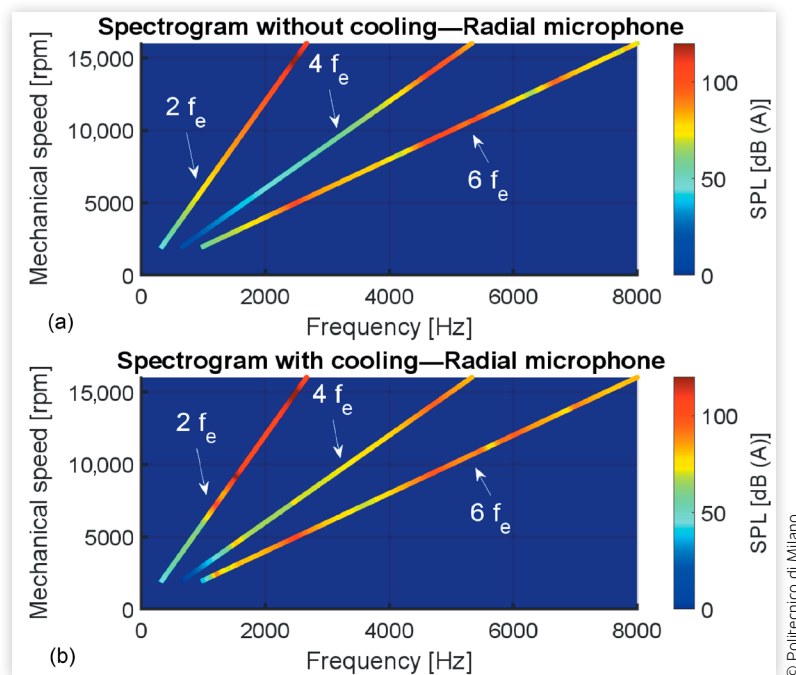 Spectrogram without cooling—Radial microphone
Mechanical speed [rpm]
15,000
10,000
5000
0
2 fe
4 fe
6 fe
0 2000 4000 6000 8000
Frequency [Hz]
100
50
0
SPL [dB (A)]
(a)
Spectrogram with cooling—Radial microphone
Mechanical speed [rpm]
15,000
10,000
5000
0
2 fe
4 fe
6 fe
0 2000 4000 6000 8000
Frequency [Hz]
100
50
0
SPL [dB (A)]
(b)
© Politecnico di Milano